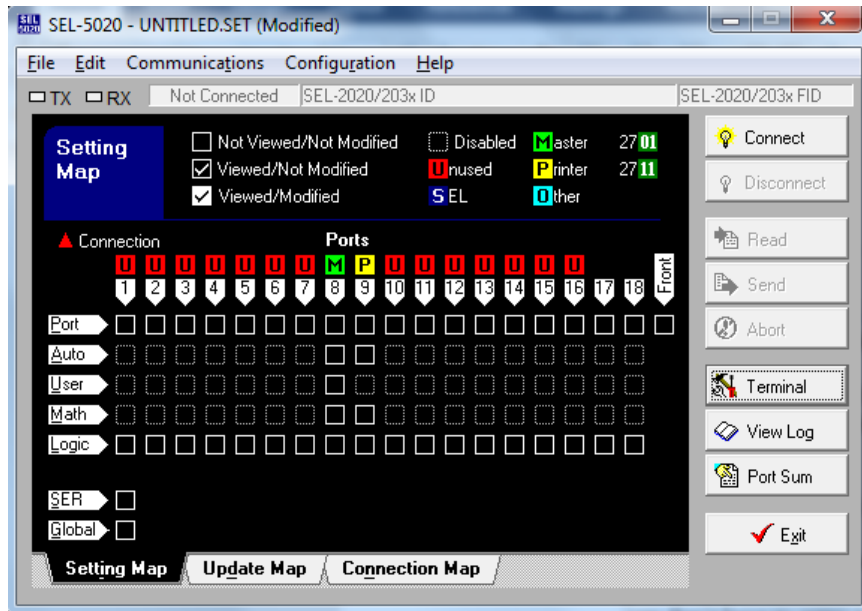 SEL-5020 - UNTITLED.SET (Modified)
File Edit Communications Configuration Help
TX RX Not Connected SEL-2020/203x ID SEL-2020/203x FID
Setting Map
Not Viewed/Not Modified
Viewed/Not Modified
Viewed/Modified
Disabled
Unused
SEL
Master
Printer
Other
27 01
27 11
Connect
Disconnect
Read
Send
Abort
Terminal
View Log
Port Sum
Exit
Connection Ports
U U U U U U U M P U U U U U U U
1 2 3 4 5 6 7 8 9 10 11 12 13 14 15 16 17 18 Front
Port
Auto
User
Math
Logic
SER
Global
Setting Map Update Map Connection Map